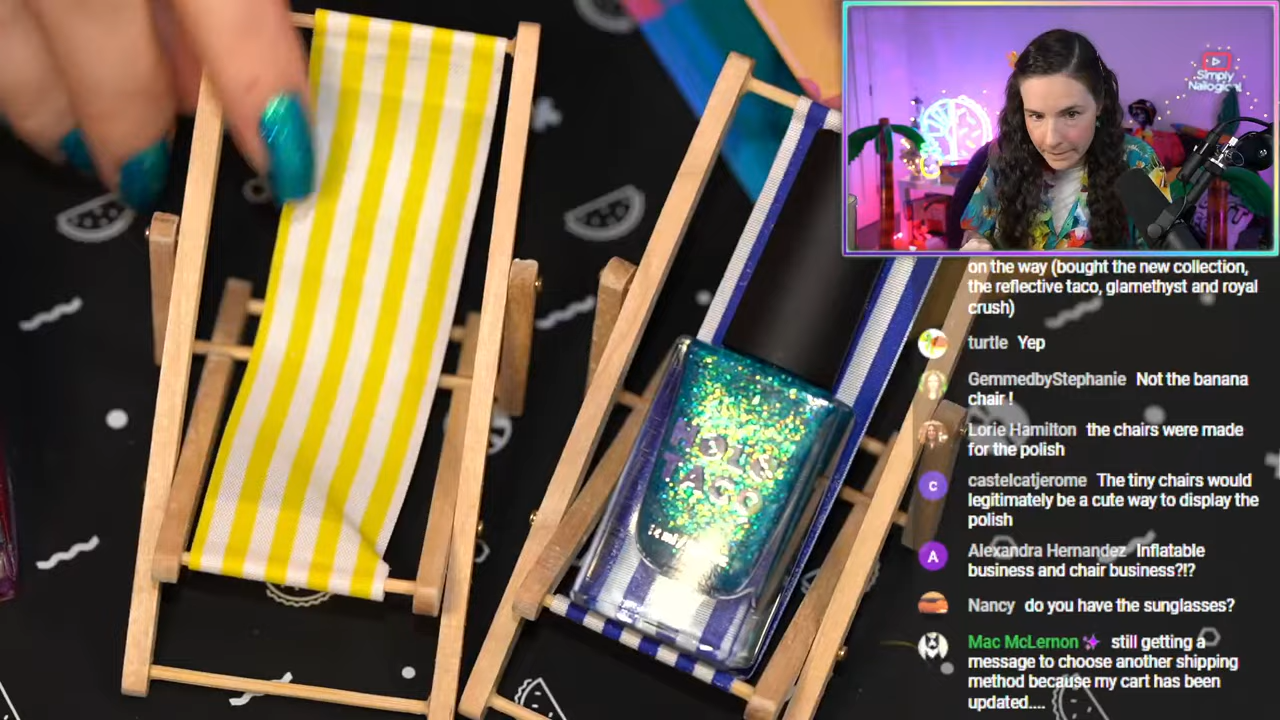 Simply
Nailogical
HOLO
TACO
on the way (bought the new collection,
the reflective taco, glamethyst and royal
crush)
turtle Yep
GemmedbyStephanie Not the banana
chair !
Lorie Hamilton the chairs were made
for the polish
C
castelcatjerome The tiny chairs would
legitimately be a cute way to display the
polish
A
Alexandra Hernandez Inflatable
business and chair business?!?
Nancy do you have the sunglasses?
Mac McLernon still getting a
message to choose another shipping
method because my cart has been
updated....